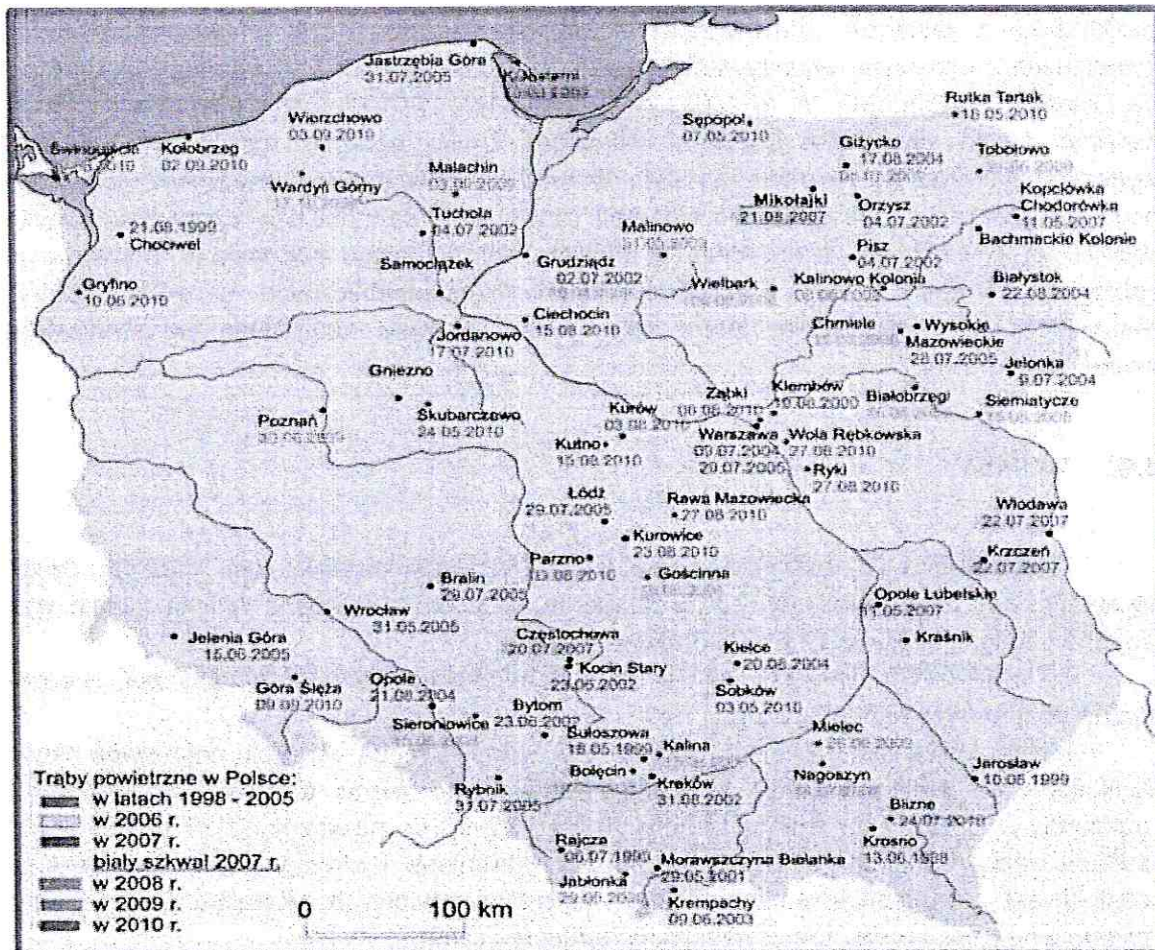 Jastrzębia Góra
31.07.2005
Rutka Tartak
18.05.2010
Wierzchowo
03.09.2010
Sępopol
07.05.2010
Kołobrzeg
02.09.2010
Giżycko
17.08.2004
Tobołowo
Malachin
Wardyń Górny
Mikołajki
21.08.2007
Orzysz
04.07.2002
Kopciówka
Chodorówka
11.05.2007
Bachmackie Kolonie
21.08.1999
Chociwel
Tuchola
04.07.2002
Malinowo
Pisz
04.07.2002
Samociążek
Grudziądz
02.07.2002
Wielbark
Kalinowo Kolonia
Białystok
22.08.2004
Gryfino
10.06.2010
Ciechocin
15.08.2010
Chmiele
Wysokie
Mazowieckie
28.07.2005
Jordanowo
17.07.2010
Jelonka
9.07.2004
Gniezno
Ząbki
Klembów
Białobrzegi
Siemiatycze
Poznań
Skubarczewo
24.05.2010
Kurów
03.08.2010
Warszawa
09.07.2004
29.07.2005
Wola Rębkowska
27.08.2010
Kutno
15.08.2010
Ryki
27.08.2010
Łódź
29.07.2005
Rawa Mazowiecka
27.08.2010
Włodawa
22.07.2007
Kurowice
23.08.2010
Krzczeń
22.07.2007
Parzno
03.08.2010
Gościnna
Bralin
29.07.2005
Opole Lubelskie
11.05.2007
Wrocław
31.05.2005
Kraśnik
Jelenia Góra
15.06.2005
Częstochowa
20.07.2007
Kielce
20.08.2004
Kocin Stary
23.06.2002
Góra Ślęża
09.09.2010
Opole
21.08.2004
Sobków
03.05.2010
Sieroniowice
Bytom
23.06.2002
Sułoszowa
18.05.1999
Kalina
Mielec
Bolęcin
Nagoszyn
Jarosław
10.06.1999
Rybnik
31.07.2005
Kraków
31.08.2002
Blizne
24.07.2010
Krosno
13.06.1998
Rajcza
06.07.1999
Morawszczyna Bielanka
29.05.2001
Jabłonka
Krempachy
09.06.2003
Trąby powietrzne w Polsce:
w latach 1998 - 2005
w 2006 r.
w 2007 r.
biały szkwał 2007 r.
w 2008 r.
w 2009 r.
w 2010 r.
0 100 km